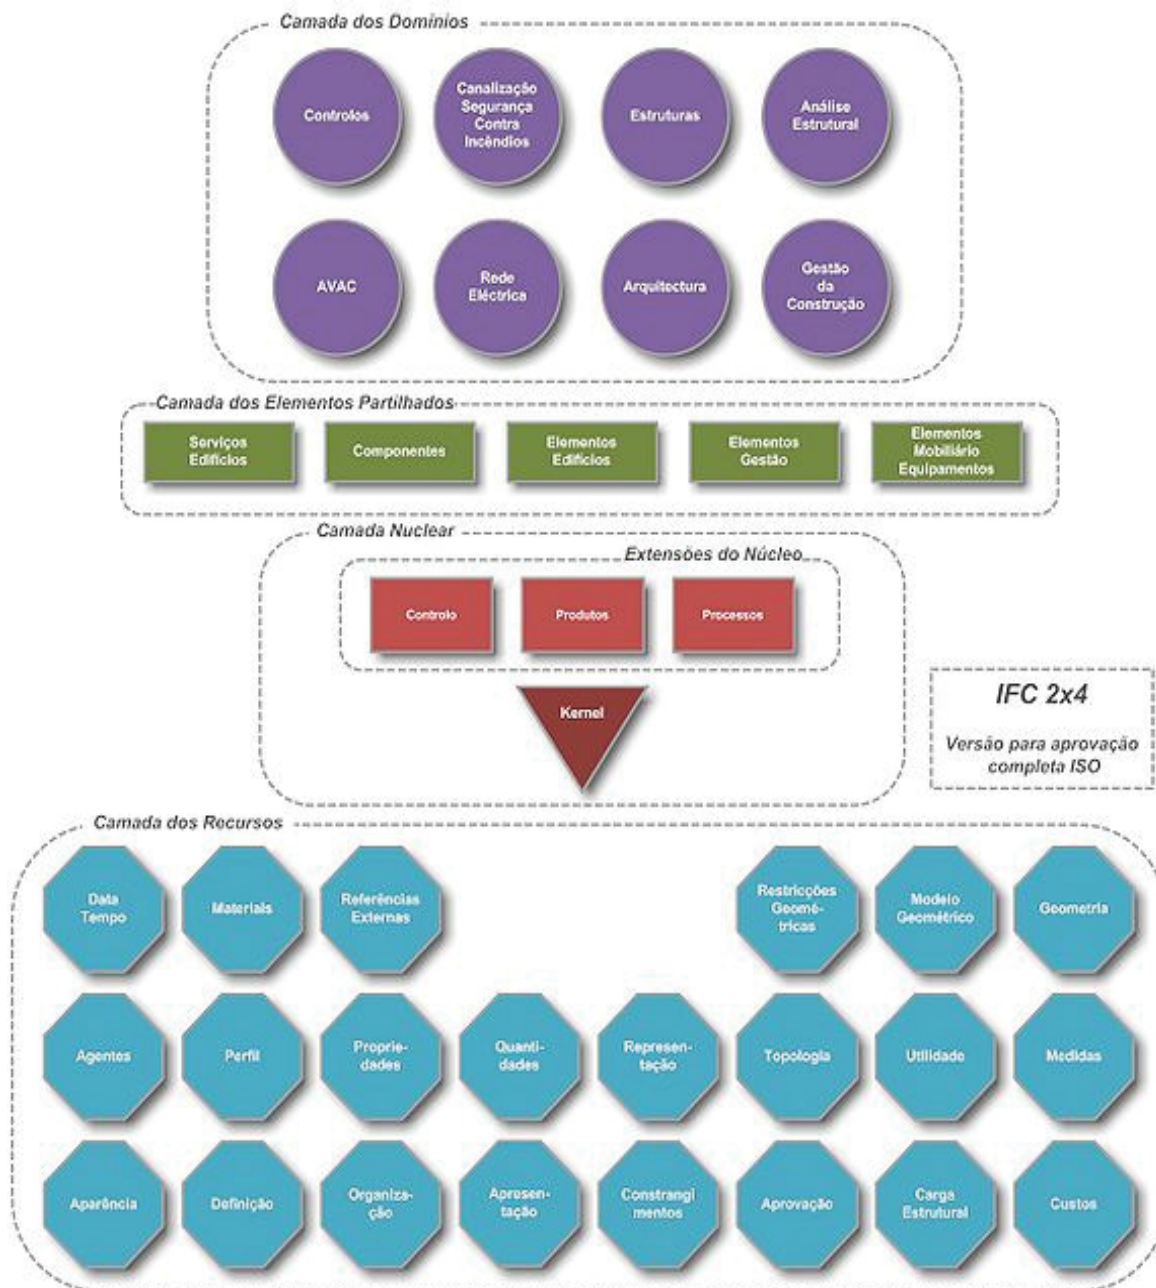 Camada dos Domínios
Controlos
Canalização
Segurança
Contra
Incêndios
Estruturas
Análise
Estrutural
AVAC
Rede
Eléctrica
Arquitectura
Gestão
da
Construção
Camada dos Elementos Partilhados
Serviços
Edifícios
Componentes
Elementos
Edifícios
Elementos
Gestão
Elementos
Mobiliário
Equipamentos
Camada Nuclear
Extensões do Núcleo
Controlo
Produtos
Processos
Kernel
IFC 2x4
Versão para aprovação
completa ISO
Camada dos Recursos
Data
Tempo
Materiais
Referências
Externas
Restricções
Geomé-
tricas
Modelo
Geométrico
Geometria
Agentes
Perfil
Proprie-
dades
Quanti-
dades
Represen-
tação
Topologia
Utilidade
Medidas
Aparência
Definição
Organiza-
ção
Apresen-
tação
Constrangi
mentos
Aprovação
Carga
Estrutural
Custos